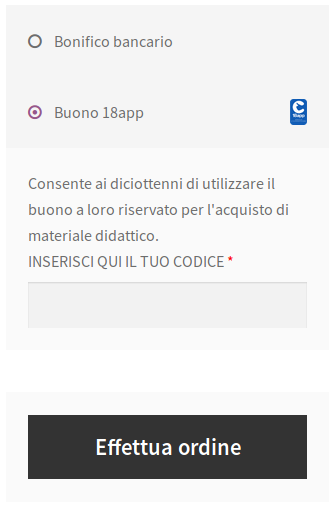 Bonifico bancario
Buono 18app
Consente ai diciottenni di utilizzare il
buono a loro riservato per l'acquisto di
materiale didattico.
INSERISCI QUI IL TUO CODICE *
Effettua ordine